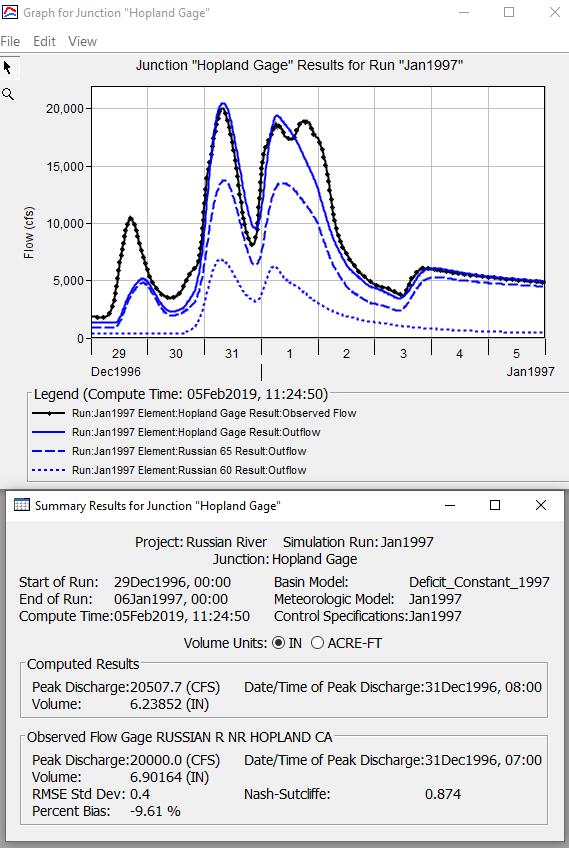 Graph for Junction "Hopland Gage"
File Edit View
Junction "Hopland Gage" Results for Run "Jan1997"
Flow (cfs)
20,000
15,000
10,000
5,000
0
29 30 31 1 2 3 4 5
Dec1996 Jan1997
Legend (Compute Time: 05Feb2019, 11:24:50)
Run:Jan1997 Element:Hopland Gage Result:Observed Flow
Run:Jan1997 Element:Hopland Gage Result:Outflow
Run:Jan1997 Element:Russian 65 Result:Outflow
Run:Jan1997 Element:Russian 60 Result:Outflow
Summary Results for Junction "Hopland Gage"
Project: Russian River Simulation Run: Jan1997
Junction: Hopland Gage
Start of Run: 29Dec1996, 00:00 Basin Model: Deficit_Constant_1997
End of Run: 06Jan1997, 00:00 Meteorologic Model: Jan1997
Compute Time:05Feb2019, 11:24:50 Control Specifications:Jan1997
Volume Units: IN ACRE-FT
Computed Results
Peak Discharge:20507.7 (CFS) Date/Time of Peak Discharge:31Dec1996, 08:00
Volume: 6.23852 (IN)
Observed Flow Gage RUSSIAN R NR HOPLAND CA
Peak Discharge:20000.0 (CFS) Date/Time of Peak Discharge:31Dec1996, 07:00
Volume: 6.90164 (IN)
RMSE Std Dev: 0.4 Nash-Sutcliffe: 0.874
Percent Bias: -9.61 %